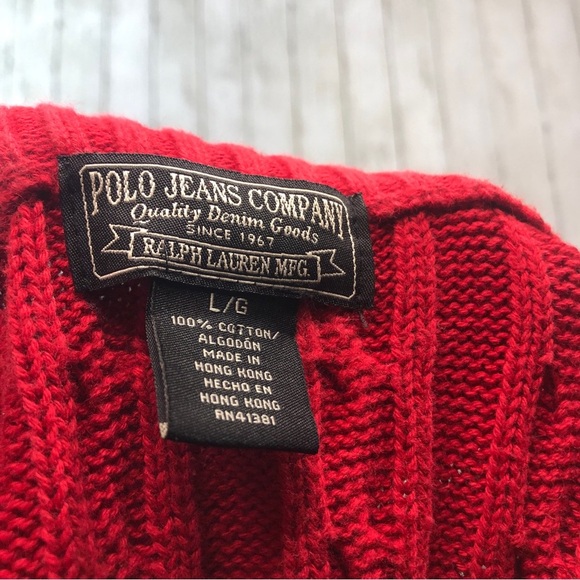 POLO JEANS COMPANY
Quality Denim Goods
SINCE 1967
RALPH LAUREN MFG.
L/G
100% COTTON/
ALGODÓN
MADE IN
HONG KONG
HECHO EN
HONG KONG
RN41381